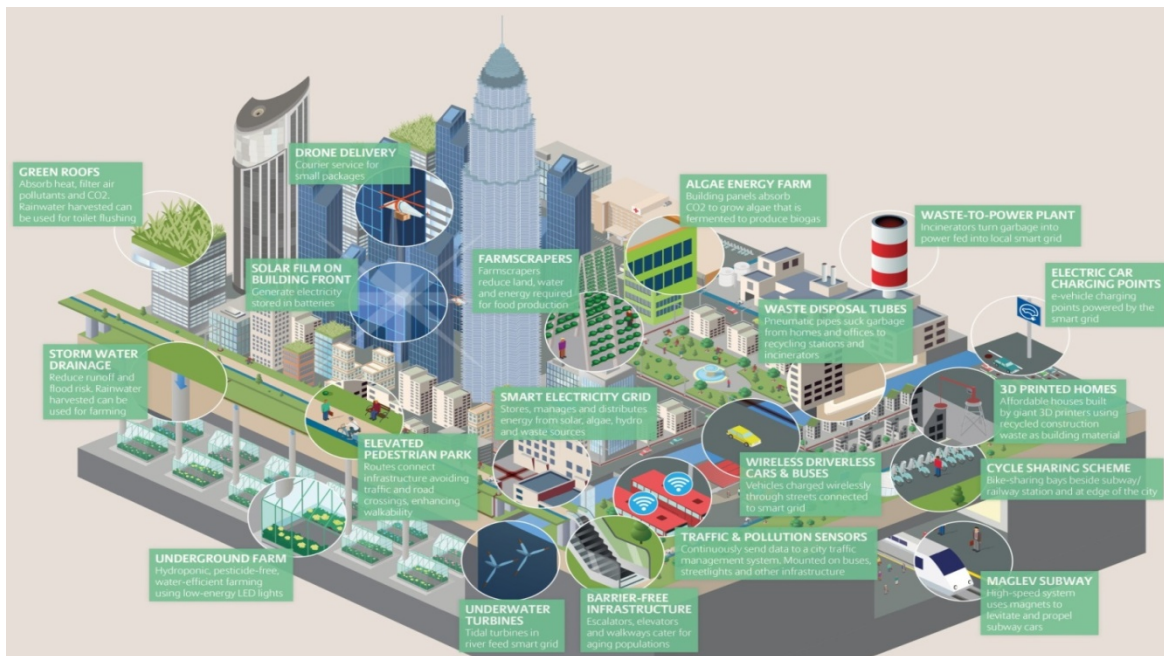 GREEN ROOFS
Absorb heat, filter air
pollutants and CO2.
Rainwater harvested can
be used for toilet flushing
DRONE DELIVERY
Courier service for
small packages
SOLAR FILM ON
BUILDING FRONT
Generate electricity
stored in batteries
FARMSCRAPERS
Farmscrapers
reduce land, water
and energy required
for food production
ALGAE ENERGY FARM
Building panels absorb
CO2 to grow algae that is
fermented to produce biogas
WASTE-TO-POWER PLANT
Incinerators turn garbage into
power fed into local smart grid
ELECTRIC CAR
CHARGING POINTS
e-vehicle charging
points powered by the
smart grid
WASTE DISPOSAL TUBES
Pneumatic pipes suck garbage
from homes and offices to
recycling stations and
incinerators
STORM WATER
DRAINAGE
Reduce runoff and
flood risk. Rainwater
harvested can be
used for farming
ELEVATED
PEDESTRIAN PARK
Routes connect
infrastructure avoiding
traffic and road
crossings, enhancing
walkability
SMART ELECTRICITY GRID
Stores, manages and distributes
energy from solar, algae, hydro
and waste sources
3D PRINTED HOMES
Affordable houses built
by giant 3D printers using
recycled construction
waste as building material
WIRELESS DRIVERLESS
CARS & BUSES
Vehicles charged wirelessly
through streets connected
to smart grid
CYCLE SHARING SCHEME
Bike-sharing bays beside subway/
railway station and at edge of the city
UNDERGROUND FARM
Hydroponic, pesticide-free,
water-efficient farming
using low-energy LED lights
UNDERWATER
TURBINES
Tidal turbines in
river feed smart grid
BARRIER-FREE
INFRASTRUCTURE
Escalators, elevators
and walkways cater for
aging populations
TRAFFIC & POLLUTION SENSORS
Continuously send data to a city traffic
management system. Mounted on buses,
streetlights and other infrastructure
MAGLEV SUBWAY
High-speed system
uses magnets to
levitate and propel
subway cars